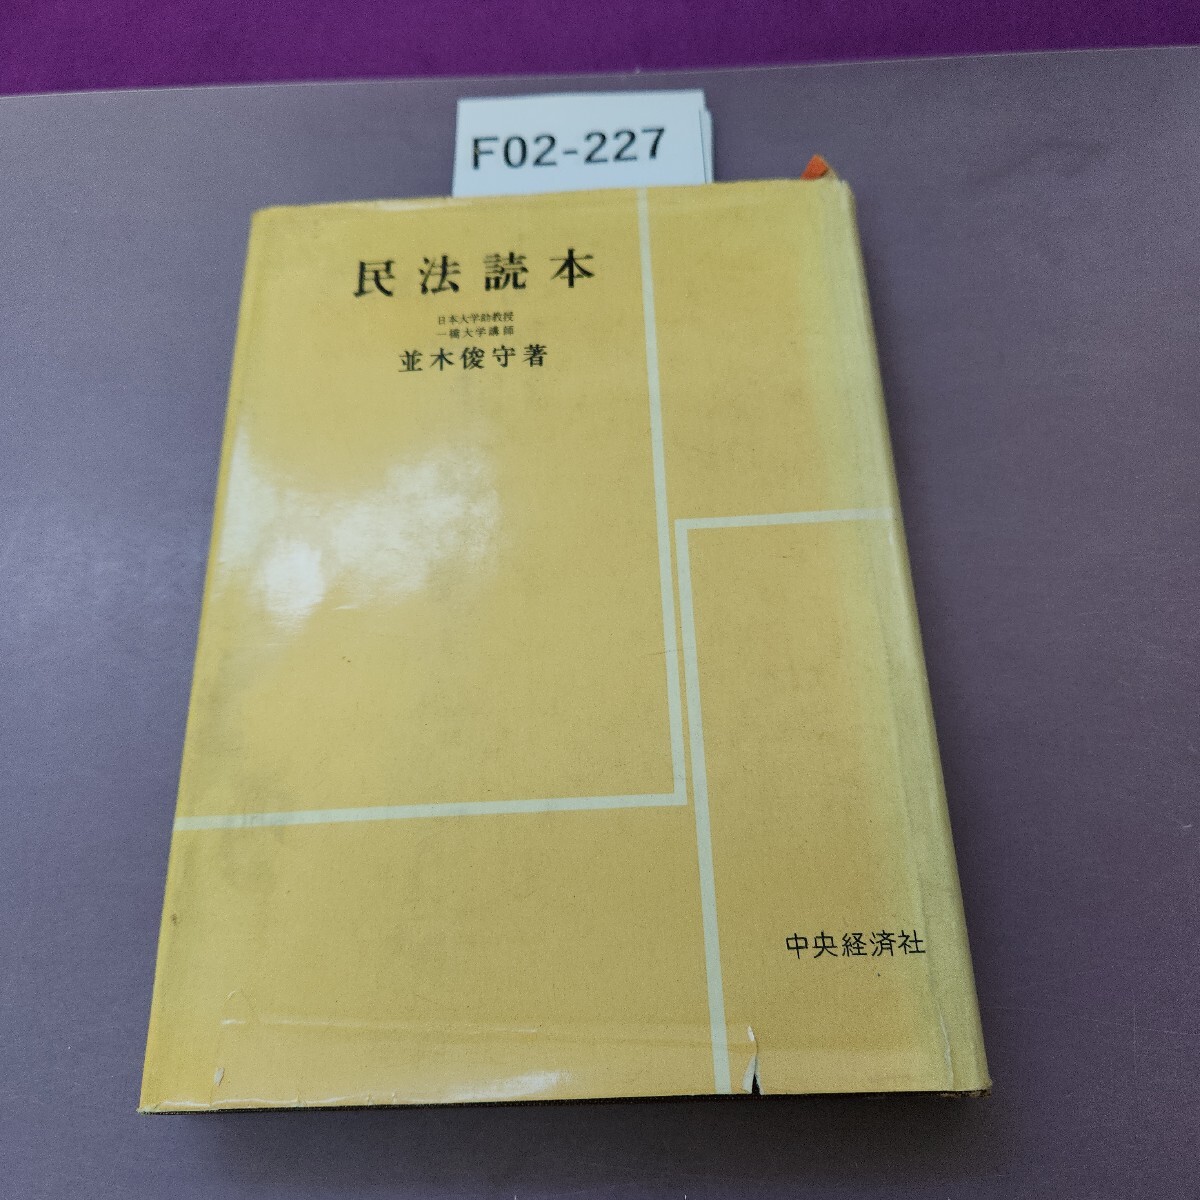 F02-227
民法読本
日本大学助教授
一橋大学講師
並木俊守著
中央経済社